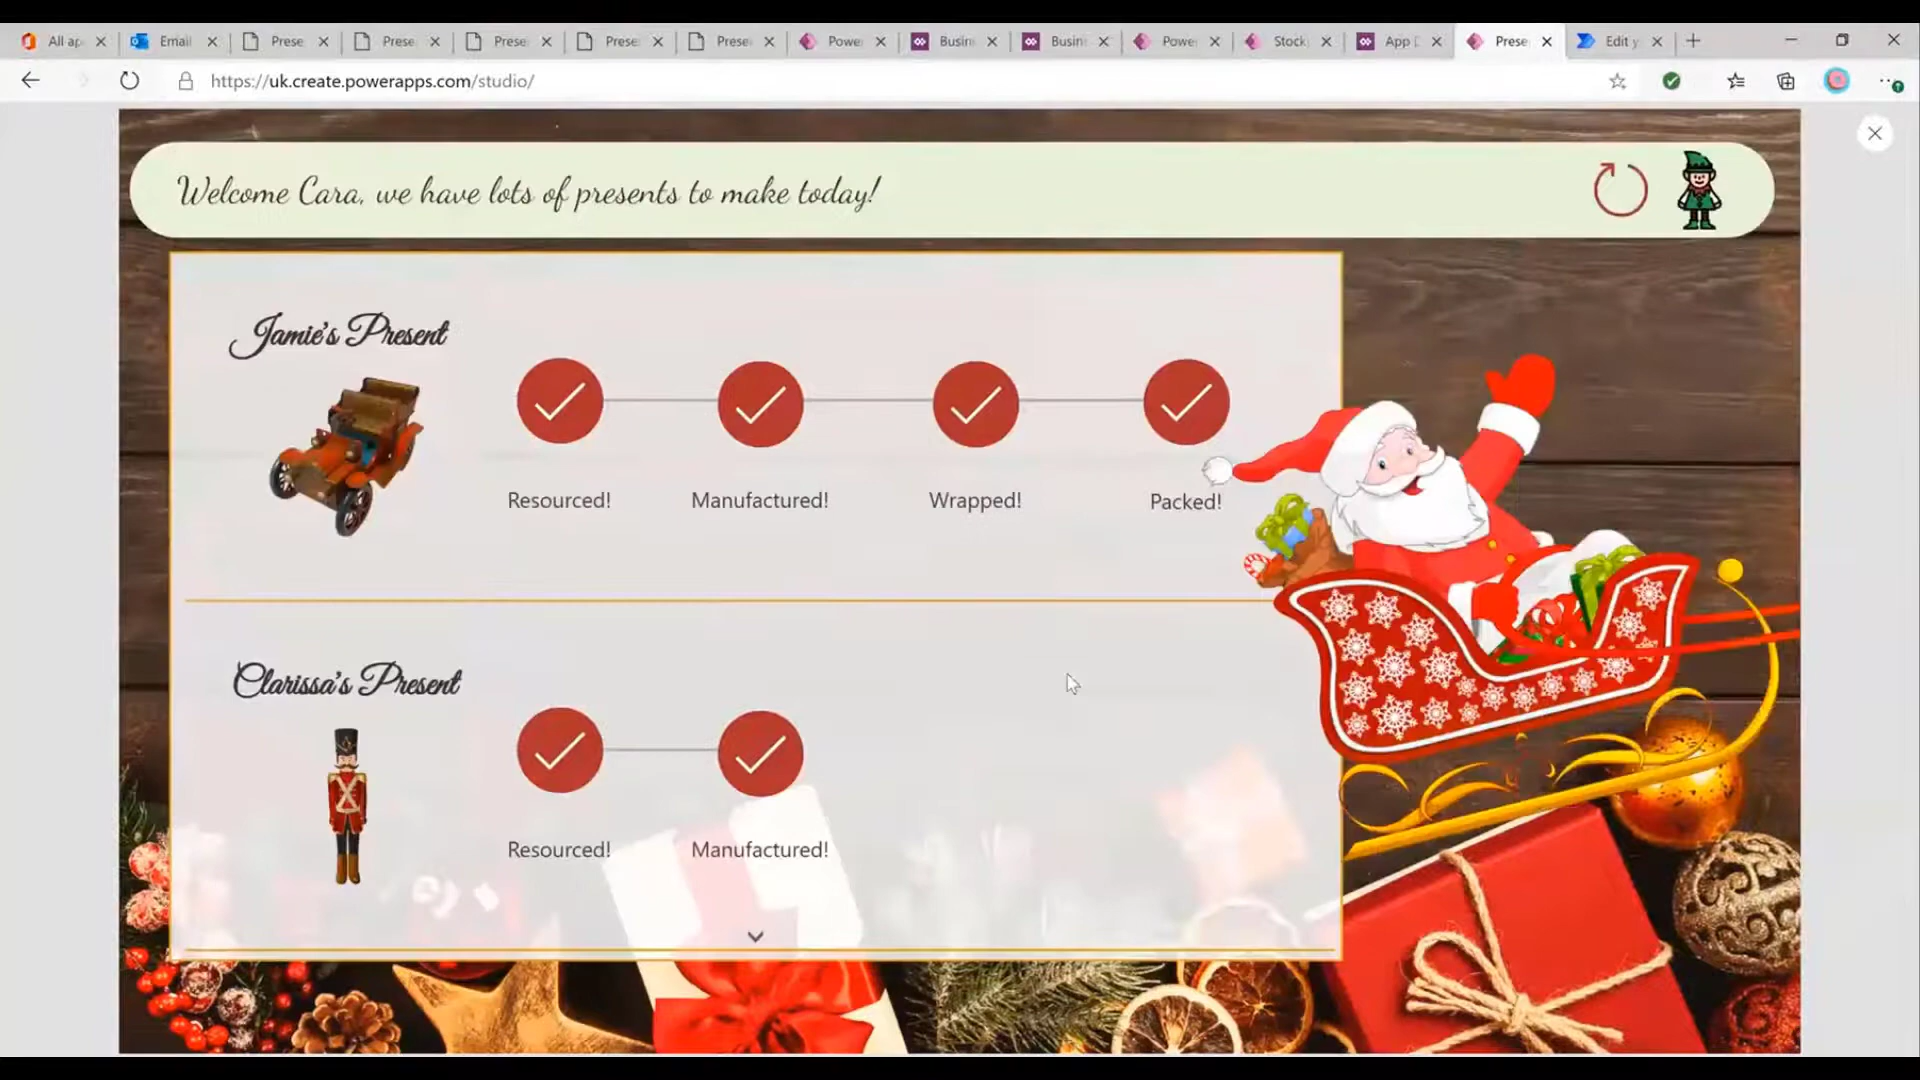 All ap
Email
Prese
Prese
Prese
Prese
Prese
Powe
Busin
Busin
Powe
Stock
App D
Prese
Edit y
https://uk.create.powerapps.com/studio/
Welcome Cara, we have lots of presents to make today!
Jamie's Present
Resourced!
Manufactured!
Wrapped!
Packed!
Clarissa's Present
Resourced!
Manufactured!